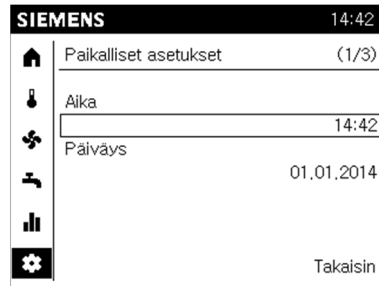 SIEMENS 14:42
Paikalliset asetukset (1/3)
Aika
14:42
Päiväys
01.01.2014
Takaisin